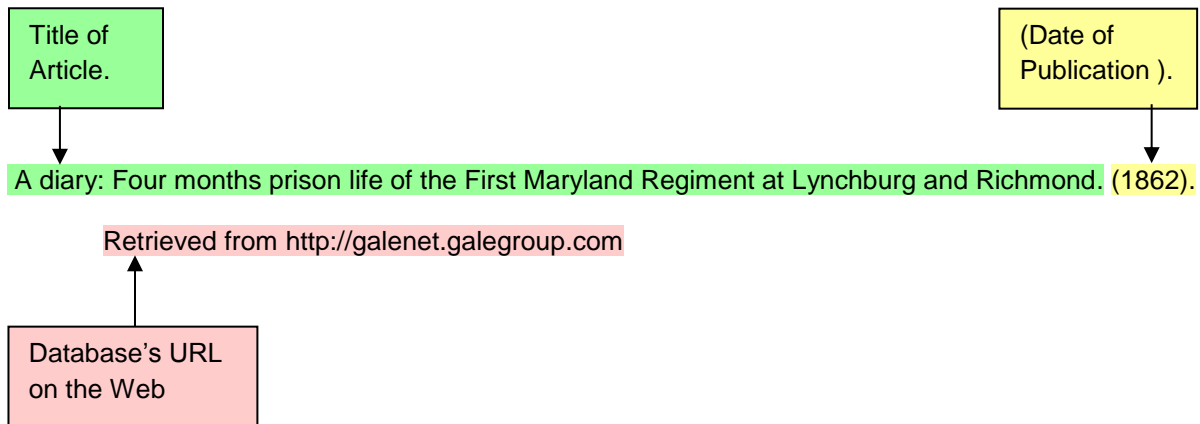 Title of
Article.
(Date of
Publication ).
A diary: Four months prison life of the First Maryland Regiment at Lynchburg and Richmond. (1862).
Retrieved from http://galenet.galegroup.com
Database’s URL
on the Web